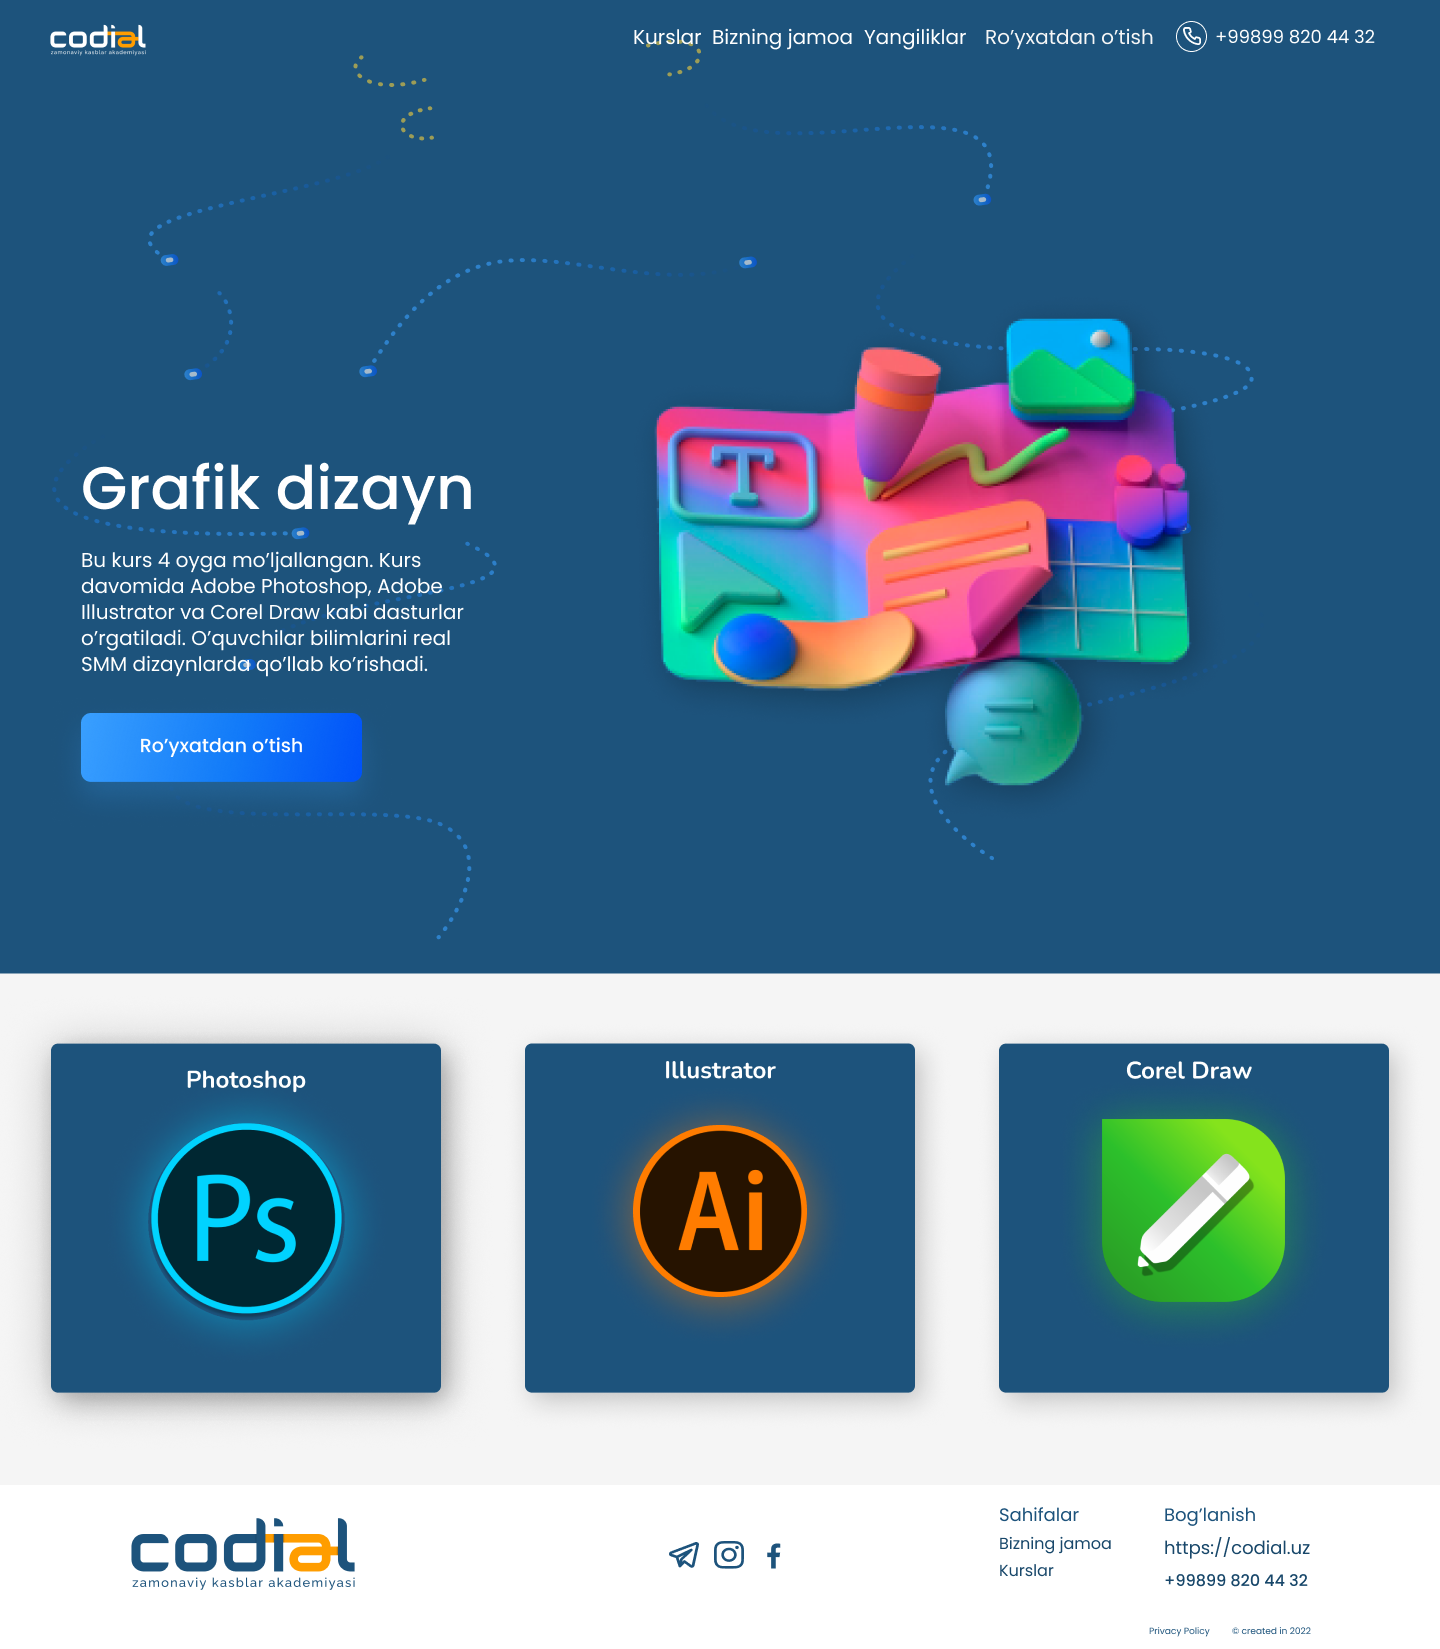 codial
zamonaviy kasblar akademiyasi
Kurslar Bizning jamoa Yangiliklar Ro’yxatdan o’tish +99899 820 44 32
Grafik dizayn
Bu kurs 4 oyga mo’ljallangan. Kurs
davomida Adobe Photoshop, Adobe
Illustrator va Corel Draw kabi dasturlar
o’rgatiladi. O’quvchilar bilimlarini real
SMM dizaynlarda qo’llab ko’rishadi.
Ro’yxatdan o’tish
T
Photoshop
Illustrator
Corel Draw
Ps
Ai
codial
zamonaviy kasblar akademiyasi
Sahifalar
Bizning jamoa
Kurslar
Bog’lanish
https://codial.uz
+99899 820 44 32
Privacy Policy © created in 2022